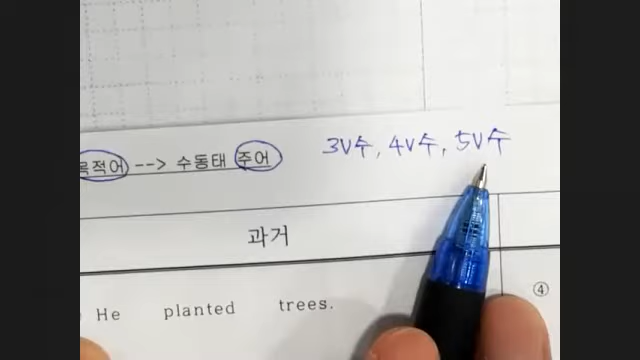 목적어 --> 수동태 주어 3V수, 4V수, 5V수
과거
He planted trees.
④